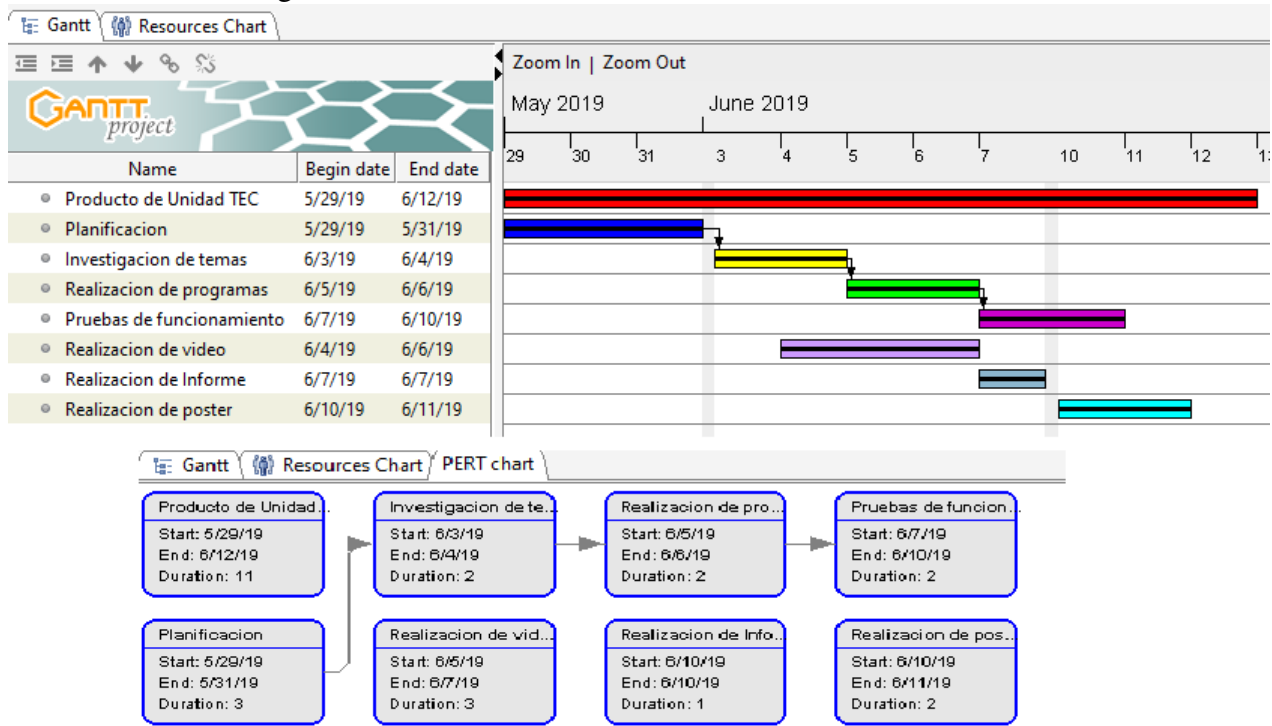 Gantt Resources Chart
Zoom In | Zoom Out
GANTT project
May 2019 June 2019
29 30 31 3 4 5 6 7 10 11 12
Name Begin date End date
Producto de Unidad TEC 5/29/19 6/12/19
Planificacion 5/29/19 5/31/19
Investigacion de temas 6/3/19 6/4/19
Realizacion de programas 6/5/19 6/6/19
Pruebas de funcionamiento 6/7/19 6/10/19
Realizacion de video 6/4/19 6/6/19
Realizacion de Informe 6/7/19 6/7/19
Realizacion de poster 6/10/19 6/11/19
Gantt Resources Chart PERT chart
Producto de Unidad...
Start: 5/29/19
End: 6/12/19
Duration: 11
Investigacion de te...
Start: 6/3/19
End: 6/4/19
Duration: 2
Realizacion de pro...
Start: 6/5/19
End: 6/6/19
Duration: 2
Pruebas de funcion...
Start: 6/7/19
End: 6/10/19
Duration: 2
Planificacion
Start: 5/29/19
End: 5/31/19
Duration: 3
Realizacion de vid...
Start: 6/5/19
End: 6/7/19
Duration: 3
Realizacion de Info...
Start: 6/10/19
End: 6/10/19
Duration: 1
Realizacion de pos...
Start: 6/10/19
End: 6/11/19
Duration: 2